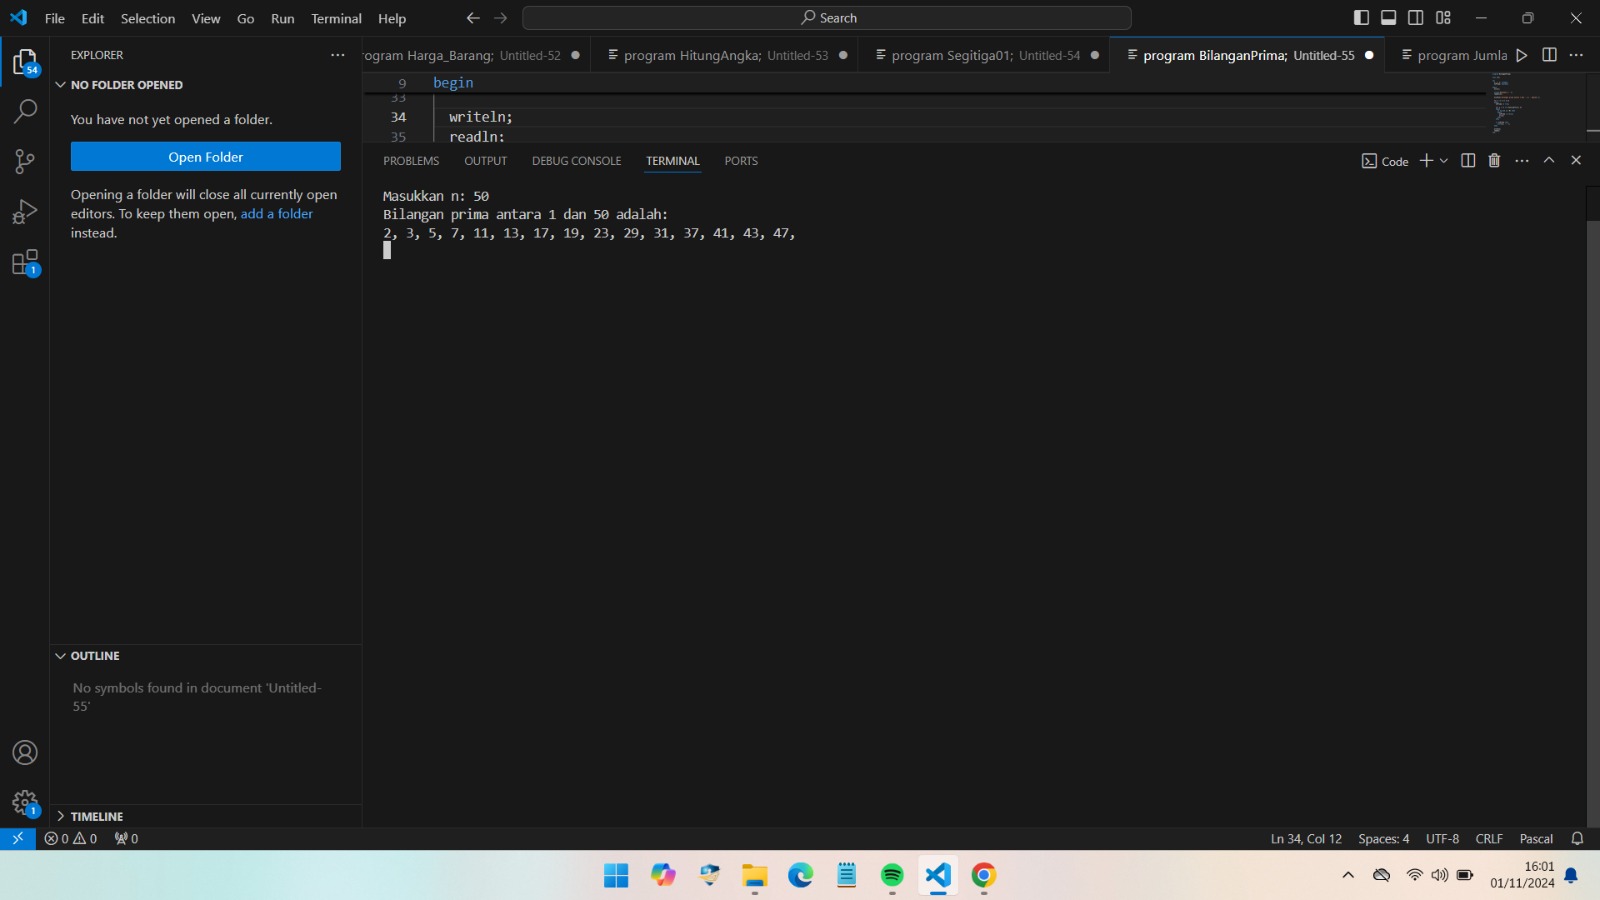 File Edit Selection View Go Run Terminal Help
Search
EXPLORER
rogram Harga_Barang; Untitled-52
program HitungAngka; Untitled-53
program Segitiga01; Untitled-54
program BilanganPrima; Untitled-55
program Jumla
54
NO FOLDER OPENED
9 begin
33
You have not yet opened a folder.
34 writeln;
35 readln;
Open Folder
PROBLEMS OUTPUT DEBUG CONSOLE TERMINAL PORTS
Code
Opening a folder will close all currently open
editors. To keep them open, add a folder
instead.
Masukkan n: 50
Bilangan prima antara 1 dan 50 adalah:
2, 3, 5, 7, 11, 13, 17, 19, 23, 29, 31, 37, 41, 43, 47,
1
OUTLINE
No symbols found in document 'Untitled-
55'
1
TIMELINE
0 0 0
Ln 34, Col 12 Spaces: 4 UTF-8 CRLF Pascal
16:01
01/11/2024